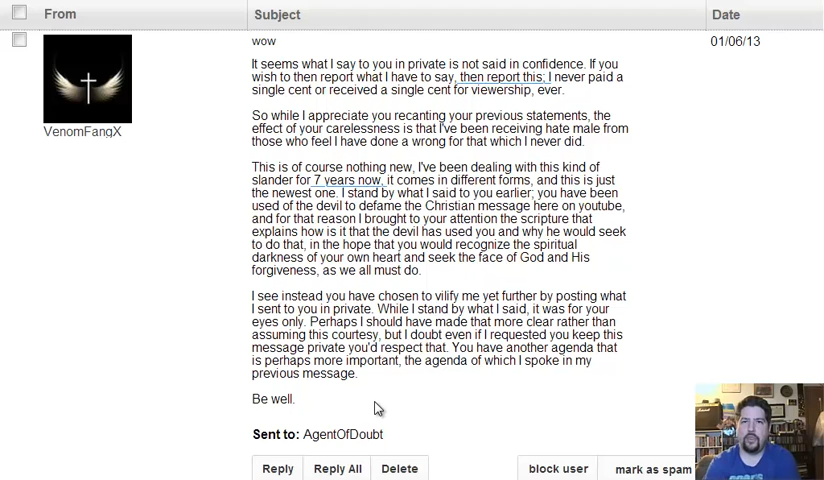 From Subject Date
wow 01/06/13
It seems what I say to you in private is not said in confidence. If you
wish to then report what I have to say, then report this; I never paid a
single cent or received a single cent for viewership, ever.
VenomFangX
So while I appreciate you recanting your previous statements, the
effect of your carelessness is that I've been receiving hate male from
those who feel I have done a wrong for that which I never did.
This is of course nothing new, I've been dealing with this kind of
slander for 7 years now, it comes in different forms, and this is just
the newest one. I stand by what I said to you earlier; you have been
used of the devil to defame the Christian message here on youtube,
and for that reason I brought to your attention the scripture that
explains how is it that the devil has used you and why he would seek
to do that, in the hope that you would recognize the spiritual
darkness of your own heart and seek the face of God and His
forgiveness, as we all must do.
I see instead you have chosen to vilify me yet further by posting what
I sent to you in private. While I stand by what I said, it was for your
eyes only. Perhaps I should have made that more clear rather than
assuming this courtesy, but I doubt even if I requested you keep this
message private you'd respect that. You have another agenda that
is perhaps more important, the agenda of which I spoke in my
previous message.
Be well.
Sent to: AgentOfDoubt
Reply Reply All Delete block user mark as spam